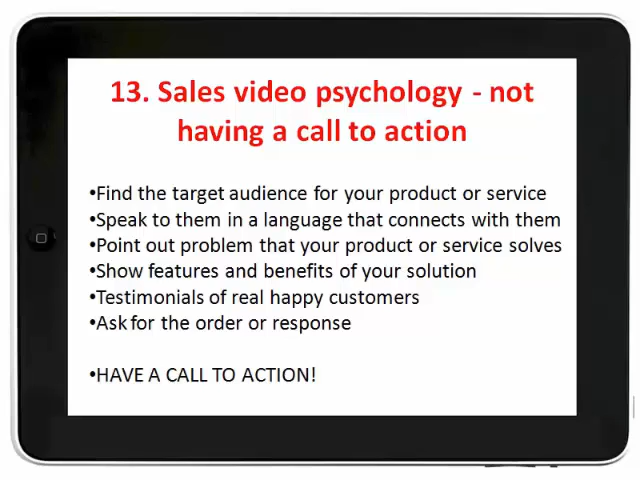 13. Sales video psychology - not
having a call to action
•Find the target audience for your product or service
•Speak to them in a language that connects with them
•Point out problem that your product or service solves
•Show features and benefits of your solution
•Testimonials of real happy customers
•Ask for the order or response
•HAVE A CALL TO ACTION!